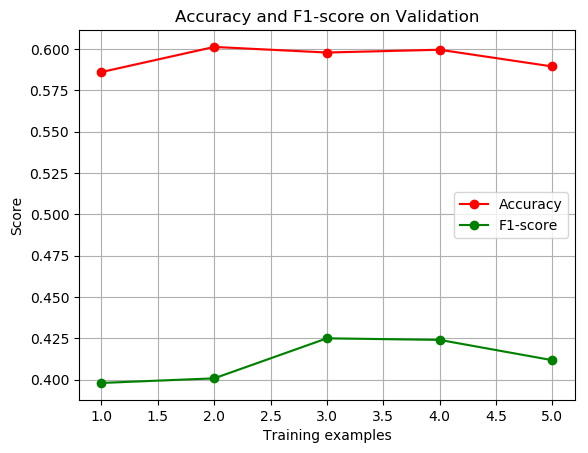 Accuracy and F1-score on Validation
0.600
0.575
0.550
0.525
0.500
0.475
0.450
0.425
0.400
Score
Accuracy
F1-score
1.0 1.5 2.0 2.5 3.0 3.5 4.0 4.5 5.0
Training examples